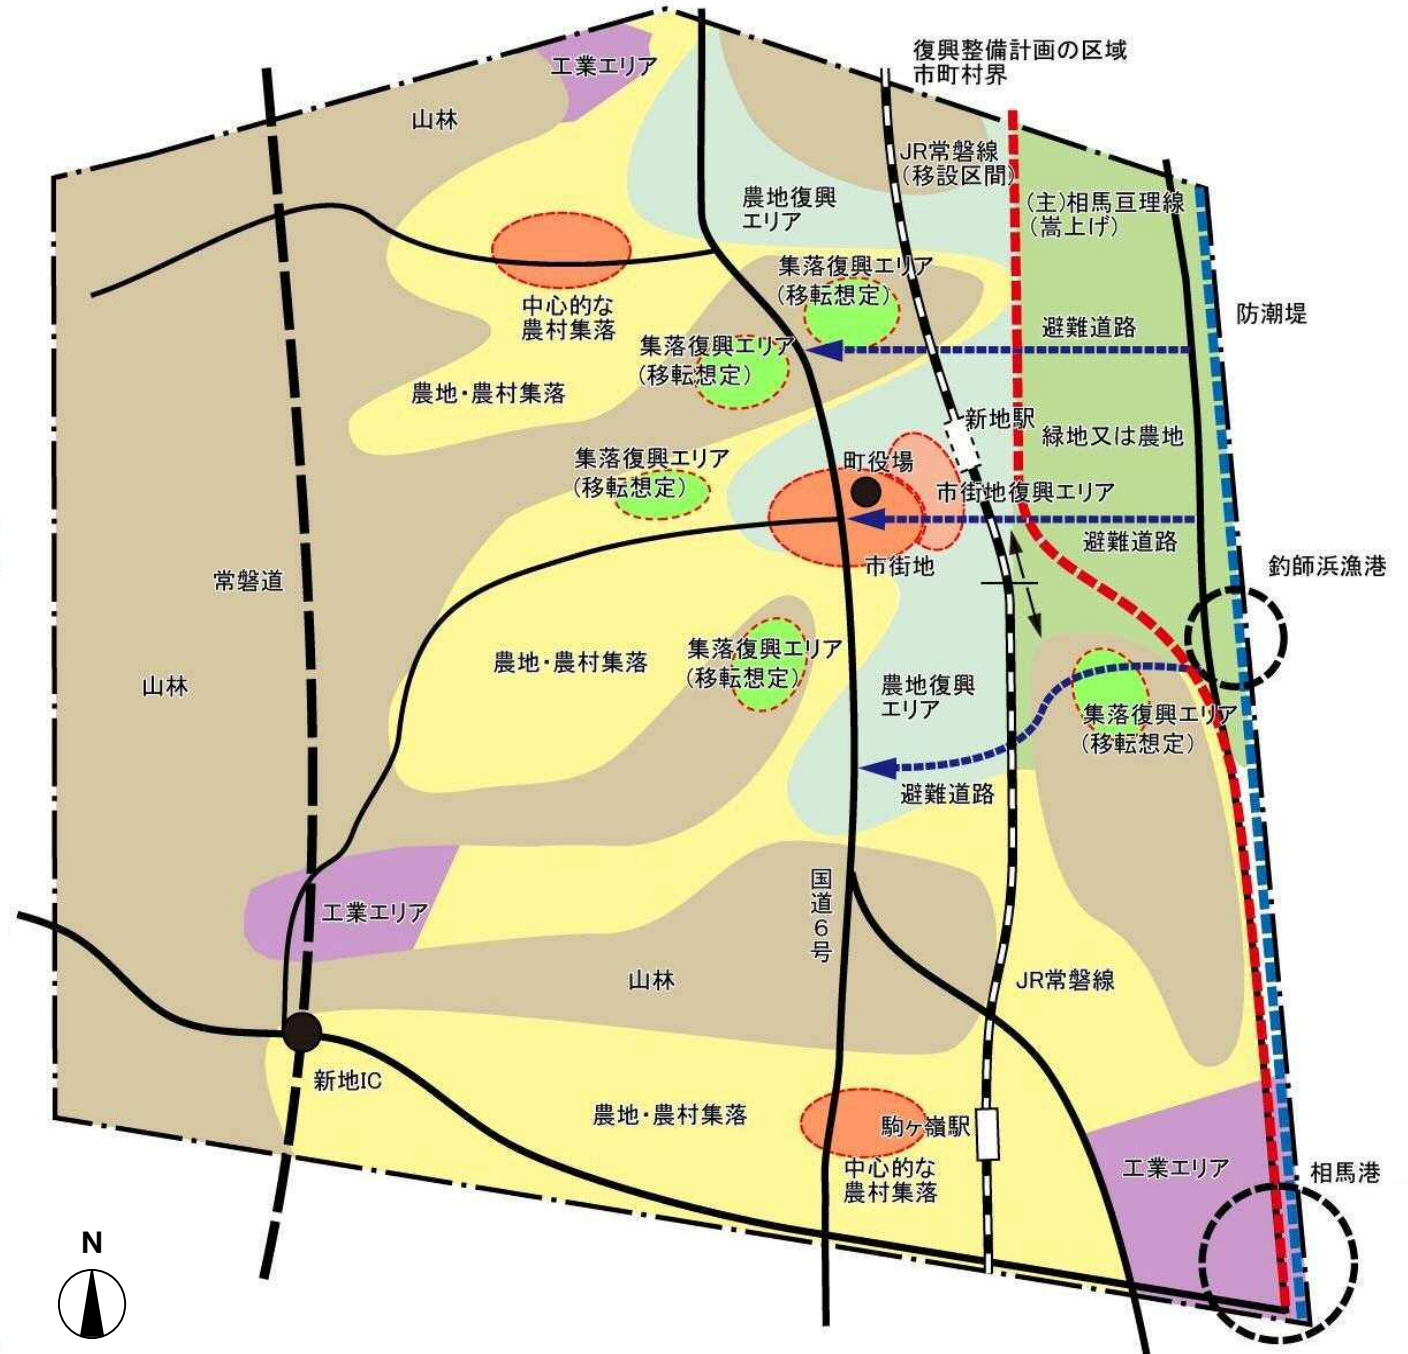 復興整備計画の区域
市町村界
工業エリア
山林
JR常磐線
(移設区間)
農地復興
エリア
(主)相馬亘理線
(嵩上げ)
集落復興エリア
(移転想定)
中心的な
農村集落
防潮堤
避難道路
集落復興エリア
(移転想定)
農地・農村集落
新地駅
緑地又は農地
集落復興エリア
(移転想定)
町役場
市街地復興エリア
避難道路
市街地
釣師浜漁港
常磐道
農地・農村集落
集落復興エリア
(移転想定)
山林
農地復興
エリア
集落復興エリア
(移転想定)
避難道路
国道6号
工業エリア
山林
JR常磐線
新地IC
農地・農村集落
駒ヶ嶺駅
中心的な
農村集落
工業エリア
相馬港
N